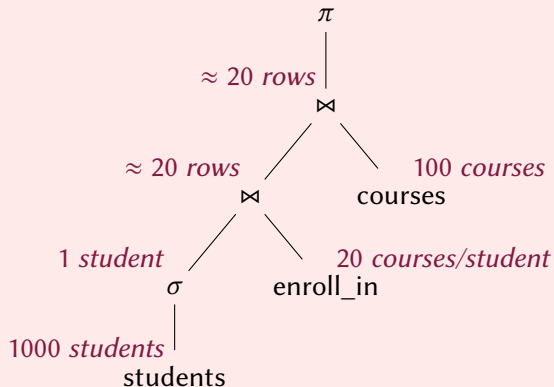 π
≈ 20 rows
⋈
≈ 20 rows
100 courses
⋈
courses
1 student
20 courses/student
σ
enroll_in
1000 students
students